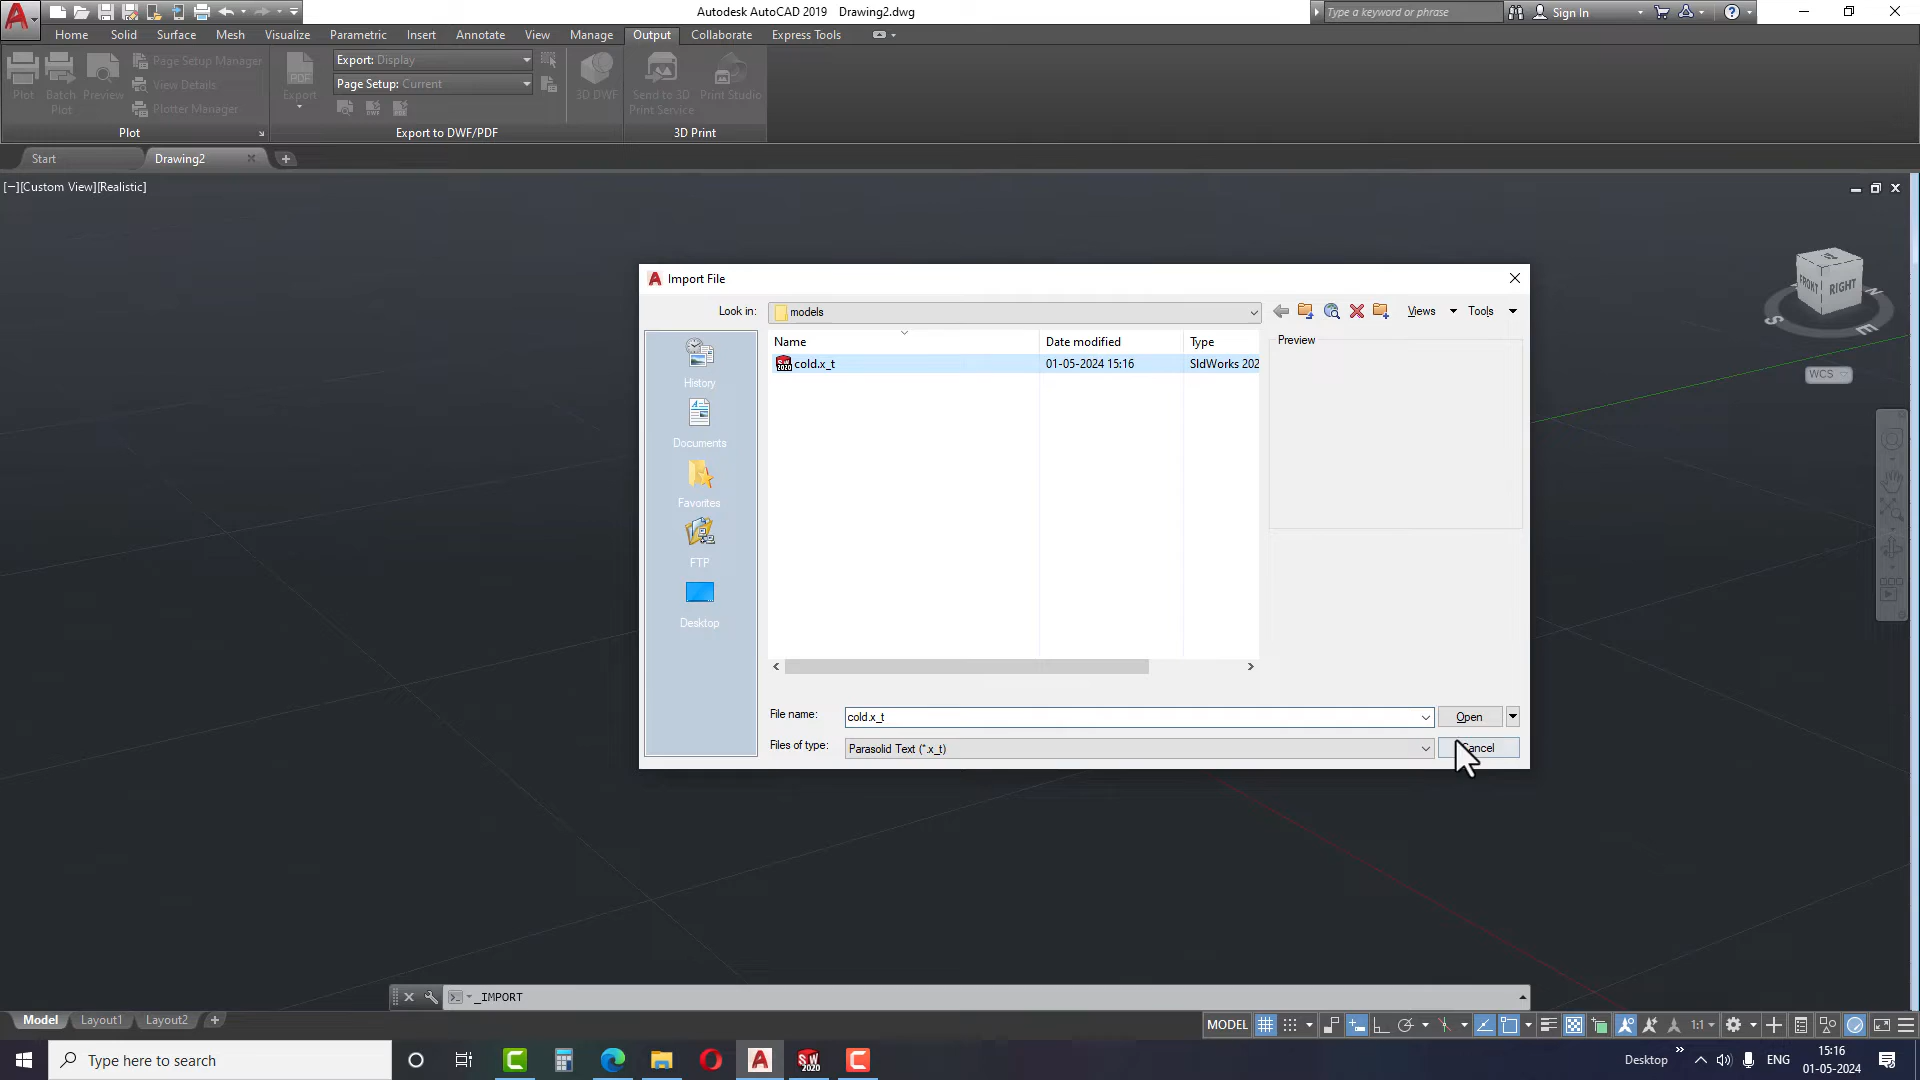 Autodesk AutoCAD 2019 Drawing2.dwg
Type a keyword or phrase
Sign In
Home Solid Surface Mesh Visualize Parametric Insert Annotate View Manage Output Collaborate Express Tools
Plot
Batch Plot
Preview
Page Setup Manager
View Details
Plotter Manager
Plot
Export
Export: Display
Page Setup: Current
Export to DWF/PDF
3D DWF
Send to 3D Print Service
Print Studio
3D Print
Start
Drawing2
[−][Custom View][Realistic]
FRONT
RIGHT
S
E
N
WCS
Import File
Look in:
models
Views
Tools
Name
Date modified
Type
cold.x_t
01-05-2024 15:16
SldWorks 202
Preview
History
Documents
Favorites
FTP
Desktop
File name:
cold.x_t
Open
Files of type:
Parasolid Text (*.x_t)
Cancel
_IMPORT
Model
Layout1
Layout2
MODEL
1:1
Type here to search
Desktop
ENG
15:16
01-05-2024